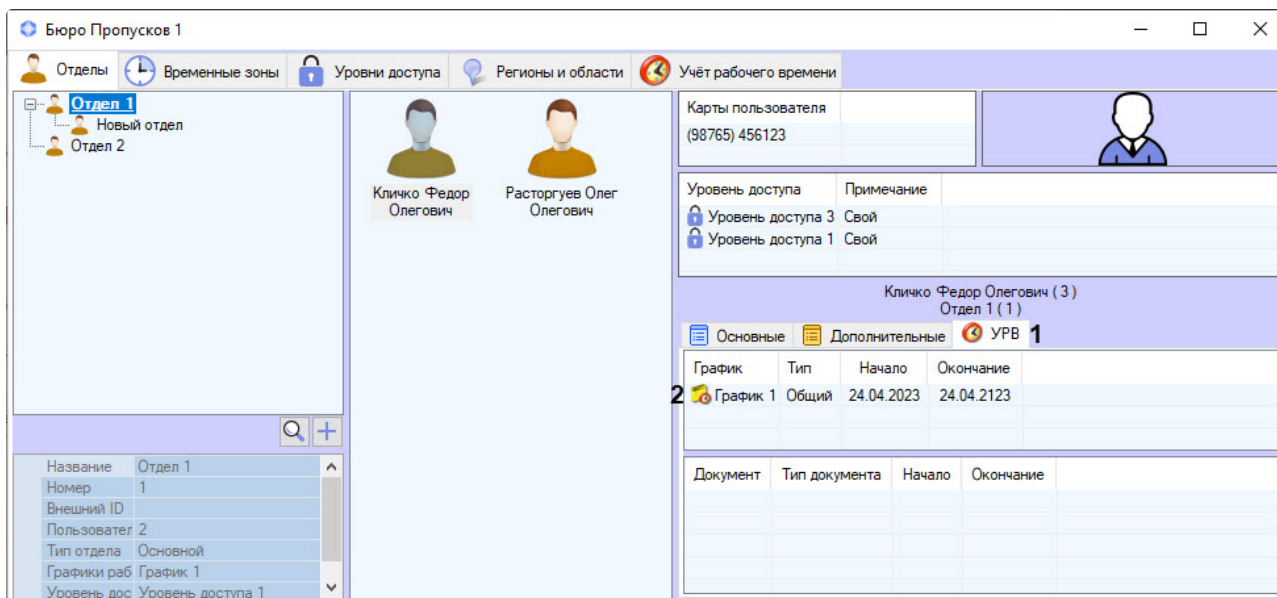 Бюро Пропусков 1
Отделы Временные зоны Уровни доступа Регионы и области Учёт рабочего времени
Отдел 1
Новый отдел
Отдел 2
Кличко Федор
Олегович
Расторгуев Олег
Олегович
Карты пользователя
(98765) 456123
Уровень доступа Примечание
Уровень доступа 3 Свой
Уровень доступа 1 Свой
Кличко Федор Олегович ( 3 )
Отдел 1 ( 1 )
Основные Дополнительные УРВ 1
График Тип Начало Окончание
2 График 1 Общий 24.04.2023 24.04.2123
Документ Тип документа Начало Окончание
Название Отдел 1
Номер 1
Внешний ID
Пользовател 2
Тип отдела Основной
Графики раб График 1
Уровень дос Уровень доступа 1